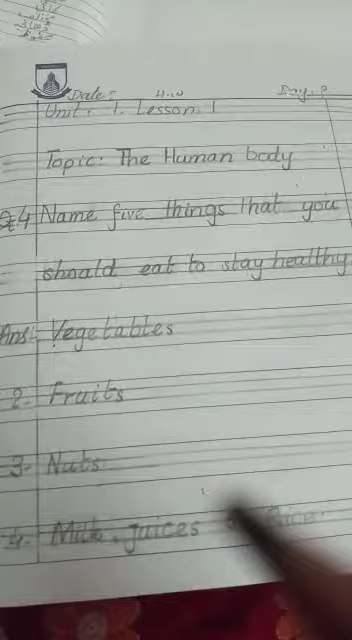 Date: H.W Day:
Unit: 1. Lesson. 1
Topic: The Human body
Q4 Name five things that you
should eat to stay healthy
Ans: Vegetables
2- Fruits
3- Nuts
4- Milk, juices